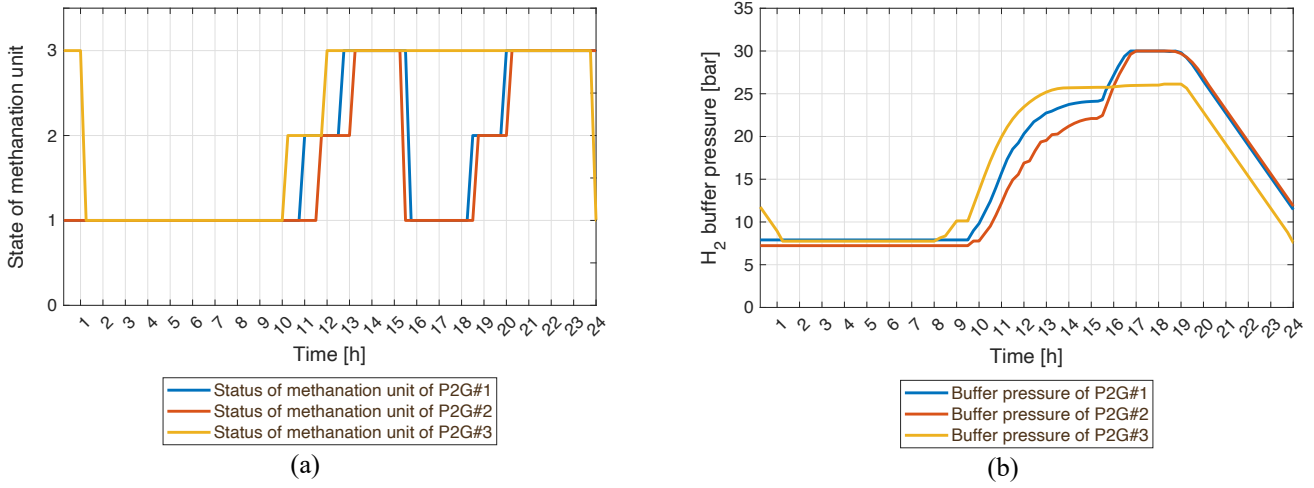 State of methanation unit
3
2
1
0
1 2 3 4 5 6 7 8 9 10 11 12 13 14 15 16 17 18 19 20 21 22 23 24
Time [h]
Status of methanation unit of P2G#1
Status of methanation unit of P2G#2
Status of methanation unit of P2G#3
(a)
H2 buffer pressure [bar]
35
30
25
20
15
10
5
0
1 2 3 4 5 6 7 8 9 10 11 12 13 14 15 16 17 18 19 20 21 22 23 24
Time [h]
Buffer pressure of P2G#1
Buffer pressure of P2G#2
Buffer pressure of P2G#3
(b)